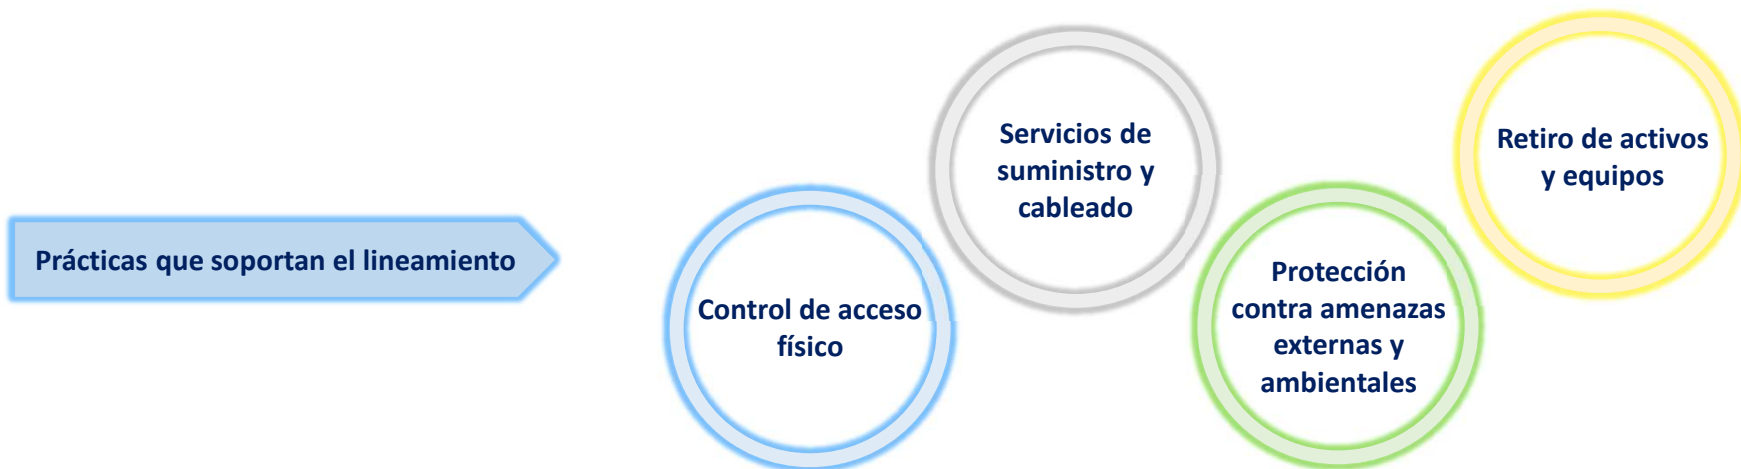 Prácticas que soportan el lineamiento
Control de acceso
físico
Servicios de
suministro y
cableado
Protección
contra amenazas
externas y
ambientales
Retiro de activos
y equipos